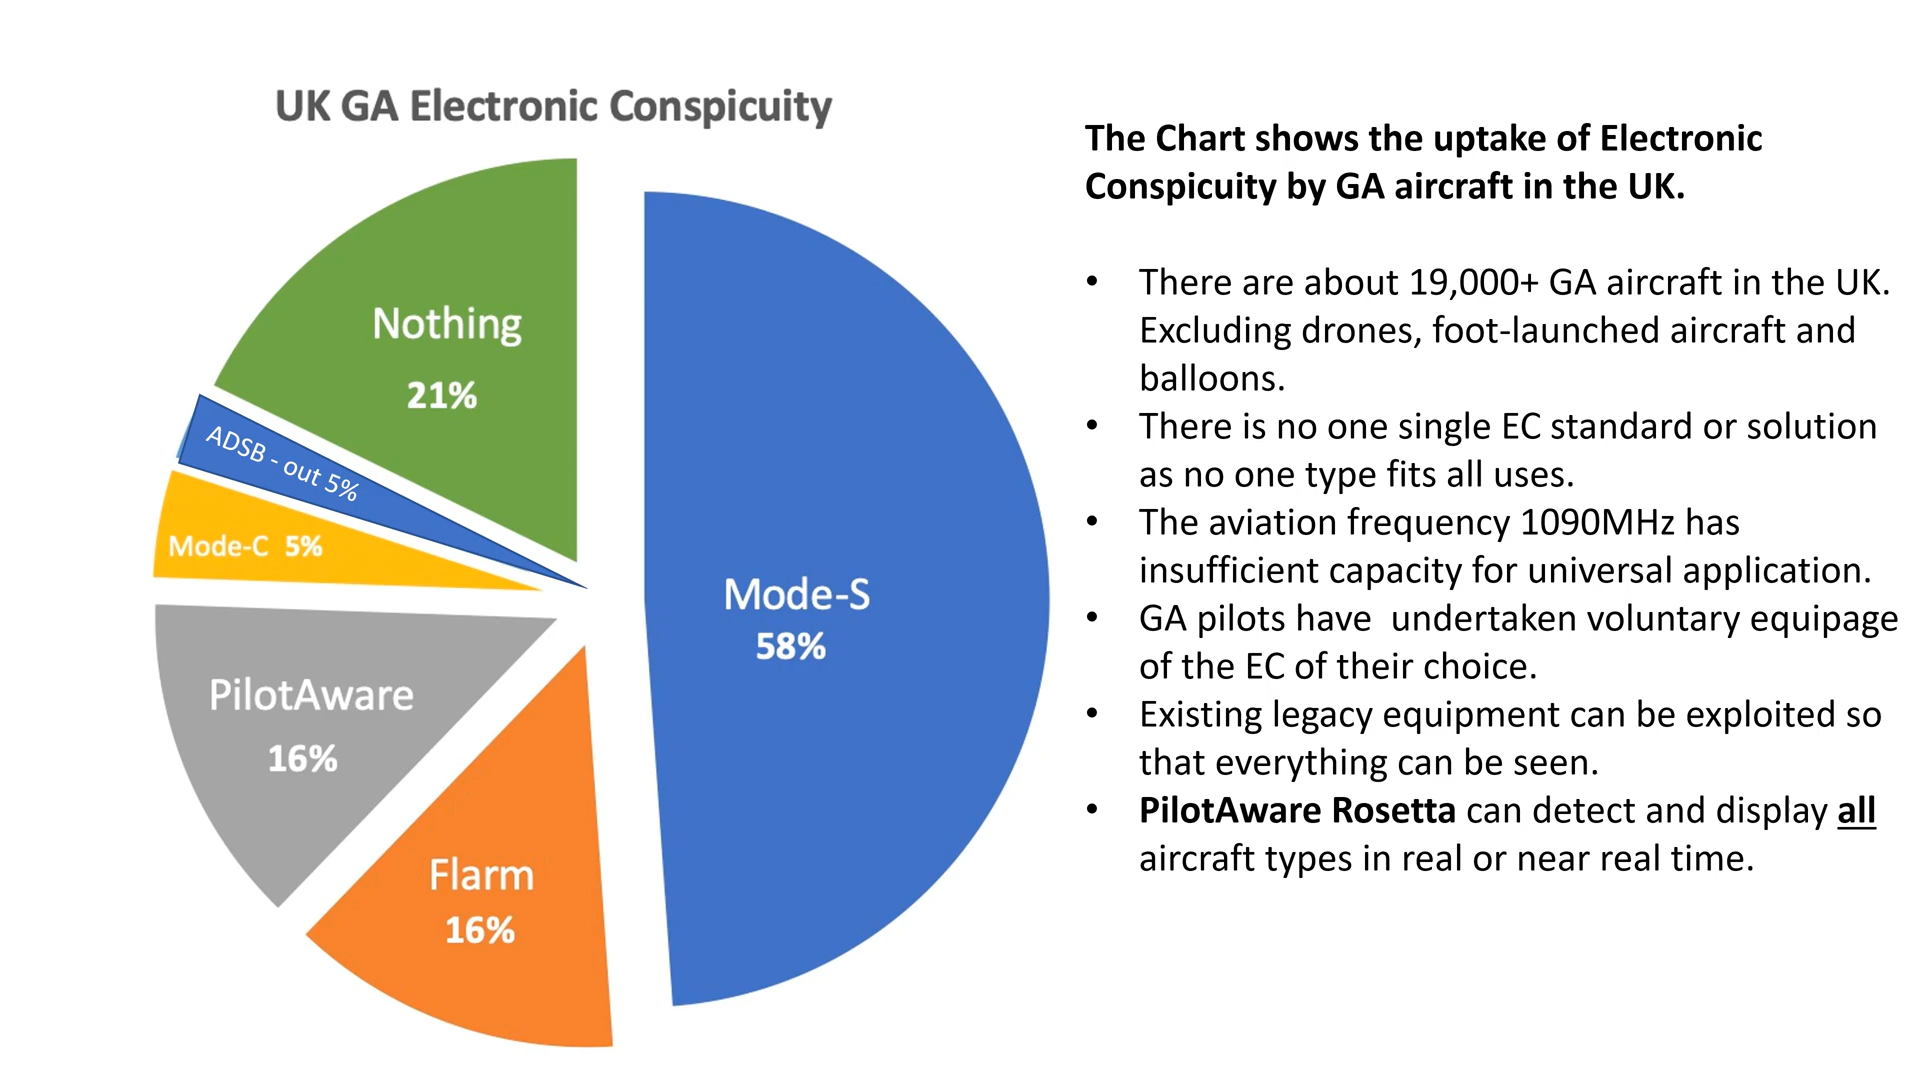 UK GA Electronic Conspicuity
Nothing
21%
ADSB - out 5%
Mode-C 5%
PilotAware
16%
Flarm
16%
Mode-S
58%
The Chart shows the uptake of Electronic
Conspicuity by GA aircraft in the UK.
• There are about 19,000+ GA aircraft in the UK.
Excluding drones, foot-launched aircraft and
balloons.
• There is no one single EC standard or solution
as no one type fits all uses.
• The aviation frequency 1090MHz has
insufficient capacity for universal application.
• GA pilots have  undertaken voluntary equipage
of the EC of their choice.
• Existing legacy equipment can be exploited so
that everything can be seen.
• PilotAware Rosetta can detect and display all
aircraft types in real or near real time.